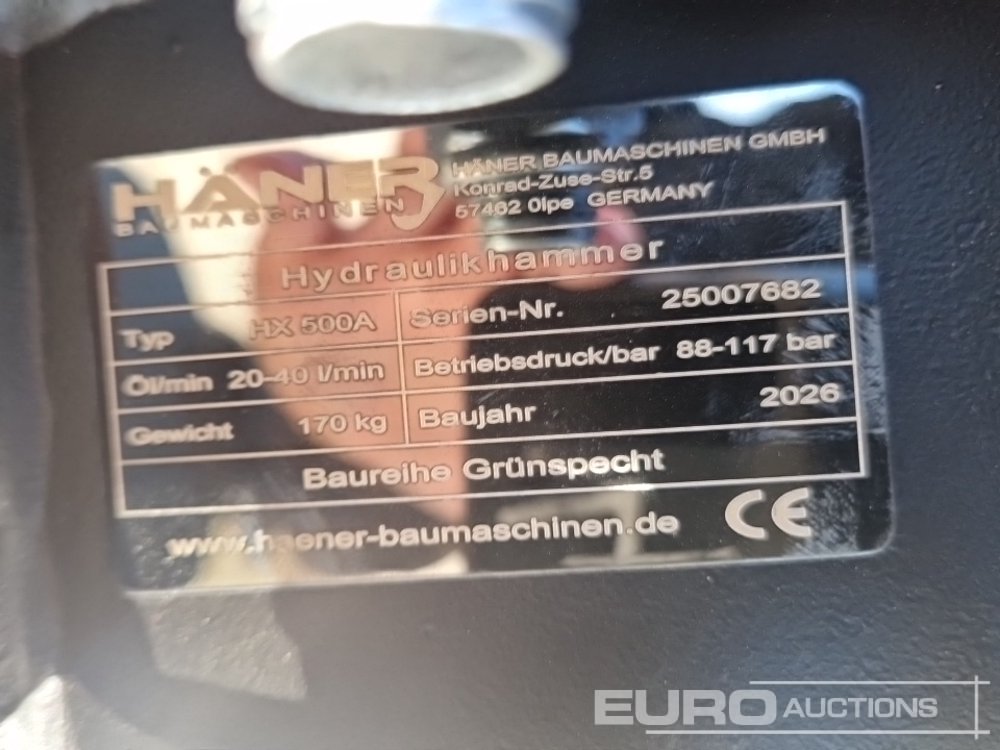 HÄNER
BAUMASCHINEN
HÄNER BAUMASCHINEN GMBH
Konrad-Zuse-Str.5
57462 Olpe GERMANY
Hydraulikhammer
Typ HX 500A
Serien-Nr. 25007682
Öl/min 20-40 l/min
Betriebsdruck/bar 88-117 bar
Gewicht 170 kg
Baujahr 2026
Baureihe Grünspecht
www.haener-baumaschinen.de CE
EURO AUCTIONS